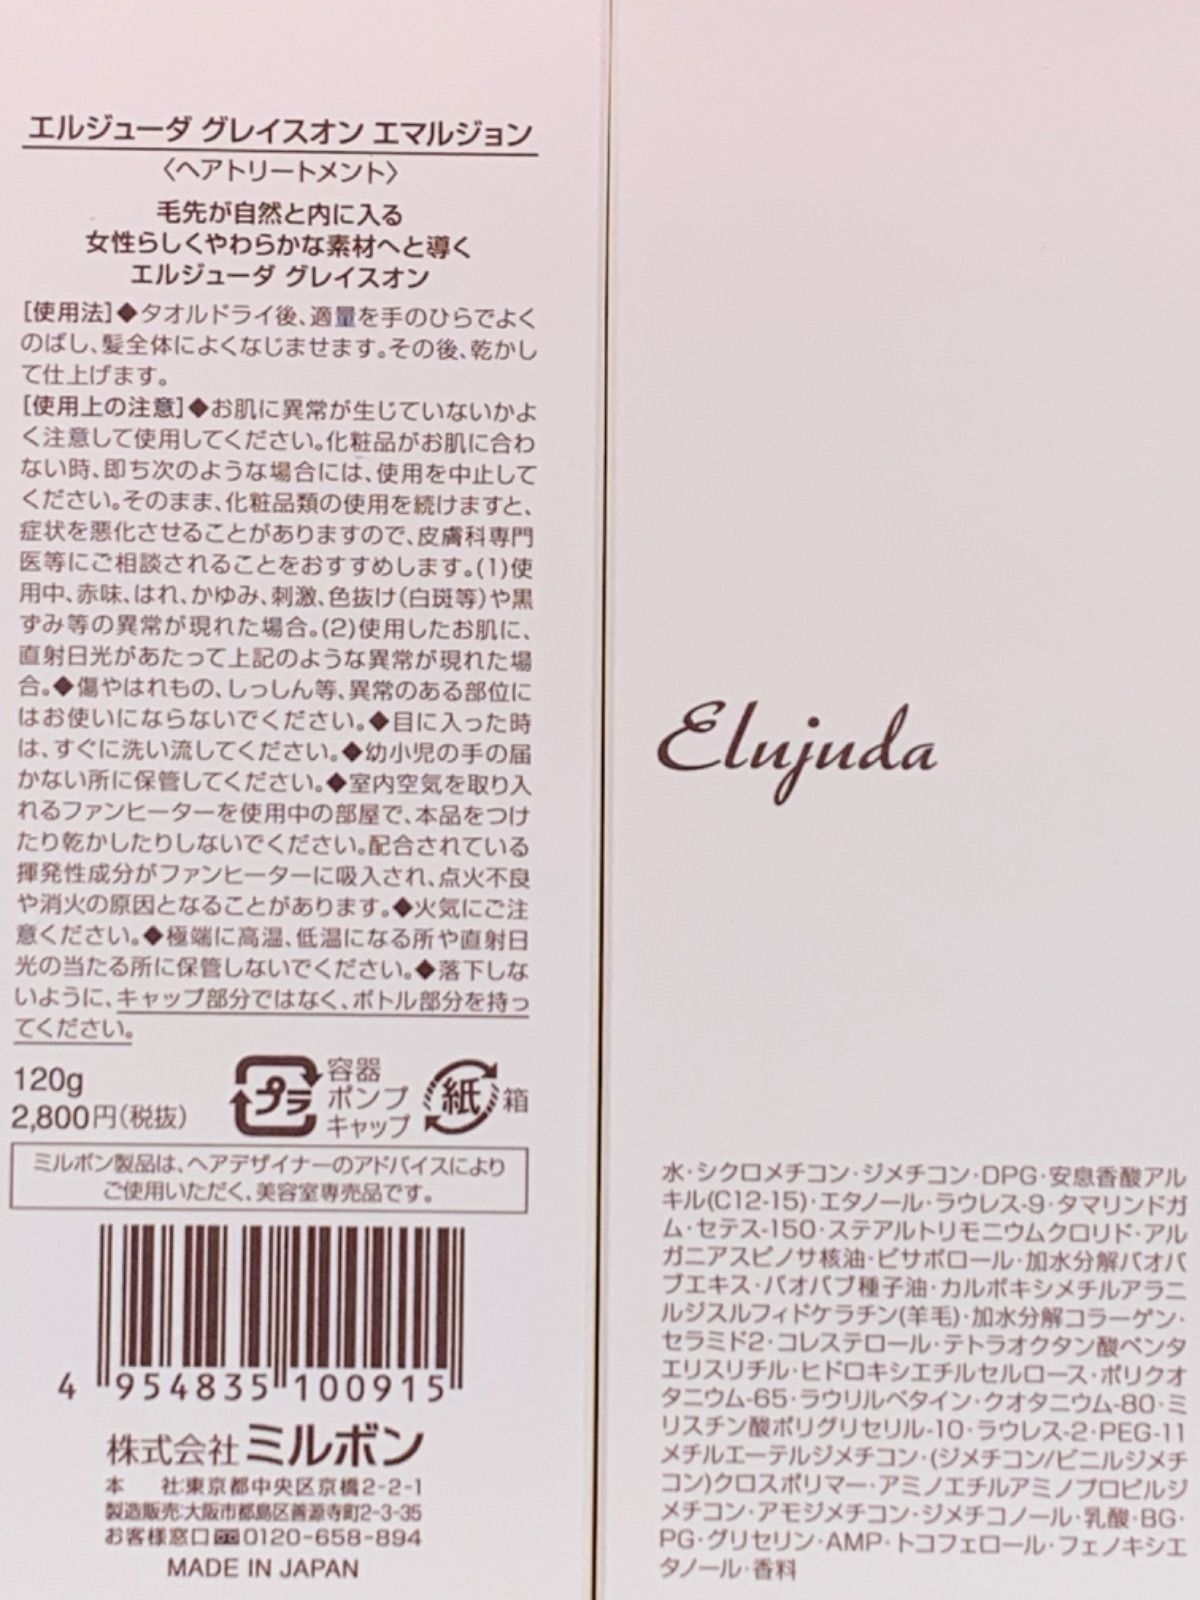 エルジューダ グレイスオン エマルジョン
〈ヘアトリートメント〉
毛先が自然と内に入る
女性らしくやわらかな素材へと導く
エルジューダ グレイスオン
[使用法]◆タオルドライ後、適量を手のひらでよく
のばし、髪全体によくなじませます。その後、乾かし
て仕上げます。
[使用上の注意]◆お肌に異常が生じていないかよ
く注意して使用してください。化粧品がお肌に合わ
ない時、即ち次のような場合には、使用を中止して
ください。そのまま、化粧品類の使用を続けますと、
症状を悪化させることがありますので、皮膚科専門
医等にご相談されることをおすすめします。(1)使
用中、赤味、はれ、かゆみ、刺激、色抜け(白斑等)や黒
ずみ等の異常が現れた場合。(2)使用したお肌に、
直射日光があたって上記のような異常が現れた場
合。◆傷やはれもの、しっしん等、異常のある部位に
はお使いにならないでください。◆目に入った時
は、すぐに洗い流してください。◆幼小児の手の届
かない所に保管してください。◆室内空気を取り入
れるファンヒーターを使用中の部屋で、本品をつけ
たり乾かしたりしないでください。配合されている
揮発性成分がファンヒーターに吸入され、点火不良
や消火の原因となることがあります。◆火気にご注
意ください。◆極端に高温、低温になる所や直射日
光の当たる所に保管しないでください。◆落下しな
いように、キャップ部分ではなく、ボトル部分を持っ
てください。
120g
2,800円(税抜)
プラ
容器
ポンプ
キャップ
紙
箱
ミルボン製品は、ヘアデザイナーのアドバイスにより
ご使用いただく、美容室専売品です。
4 954835 100915
株式会社ミルボン
本 社:東京都中央区京橋2-2-1
製造販売:大阪市都島区善源寺町2-3-35
お客様窓口 0120-658-894
MADE IN JAPAN
Elujuda
水・シクロメチコン・ジメチコン・DPG・安息香酸アル
キル(C12-15)・エタノール・ラウレス-9・タマリンドガ
ム・セテス-150・ステアルトリモニウムクロリド・アル
ガニアスピノサ核油・ビサボロール・加水分解バオバ
ブエキス・バオバブ種子油・カルボキシメチルアラニ
ルジスルフィドケラチン(羊毛)・加水分解コラーゲン・
セラミド2・コレステロール・テトラオクタン酸ペンタ
エリスリチル・ヒドロキシエチルセルロース・ポリクオ
タニウム-65・ラウリルベタイン・クオタニウム-80・ミ
リスチン酸ポリグリセリル-10・ラウレス-2・PEG-11
メチルエーテルジメチコン・(ジメチコン/ビニルジメチ
コン)クロスポリマー・アミノエチルアミノプロピルジ
メチコン・アモジメチコン・ジメチコノール・乳酸・BG・
PG・グリセリン・AMP・トコフェロール・フェノキシエ
タノール・香料